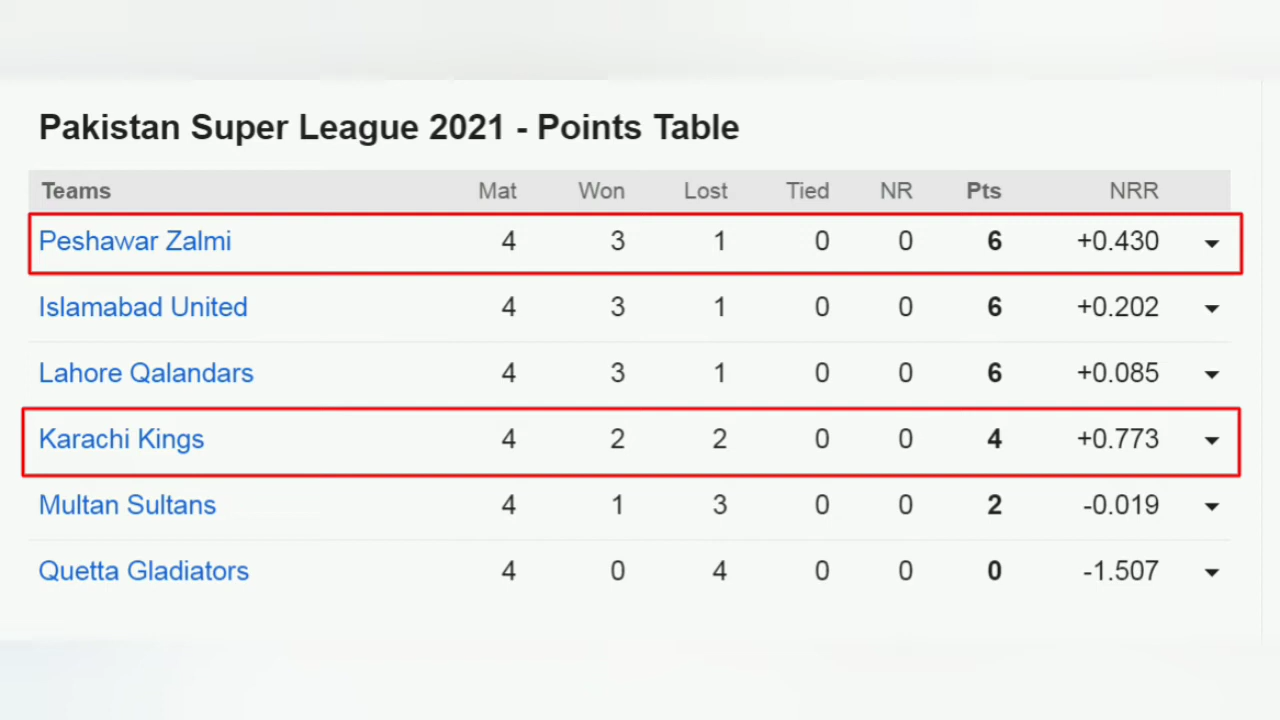 Pakistan Super League 2021 - Points Table
Teams Mat Won Lost Tied NR Pts NRR
Peshawar Zalmi 4 3 1 0 0 6 +0.430
Islamabad United 4 3 1 0 0 6 +0.202
Lahore Qalandars 4 3 1 0 0 6 +0.085
Karachi Kings 4 2 2 0 0 4 +0.773
Multan Sultans 4 1 3 0 0 2 -0.019
Quetta Gladiators 4 0 4 0 0 0 -1.507